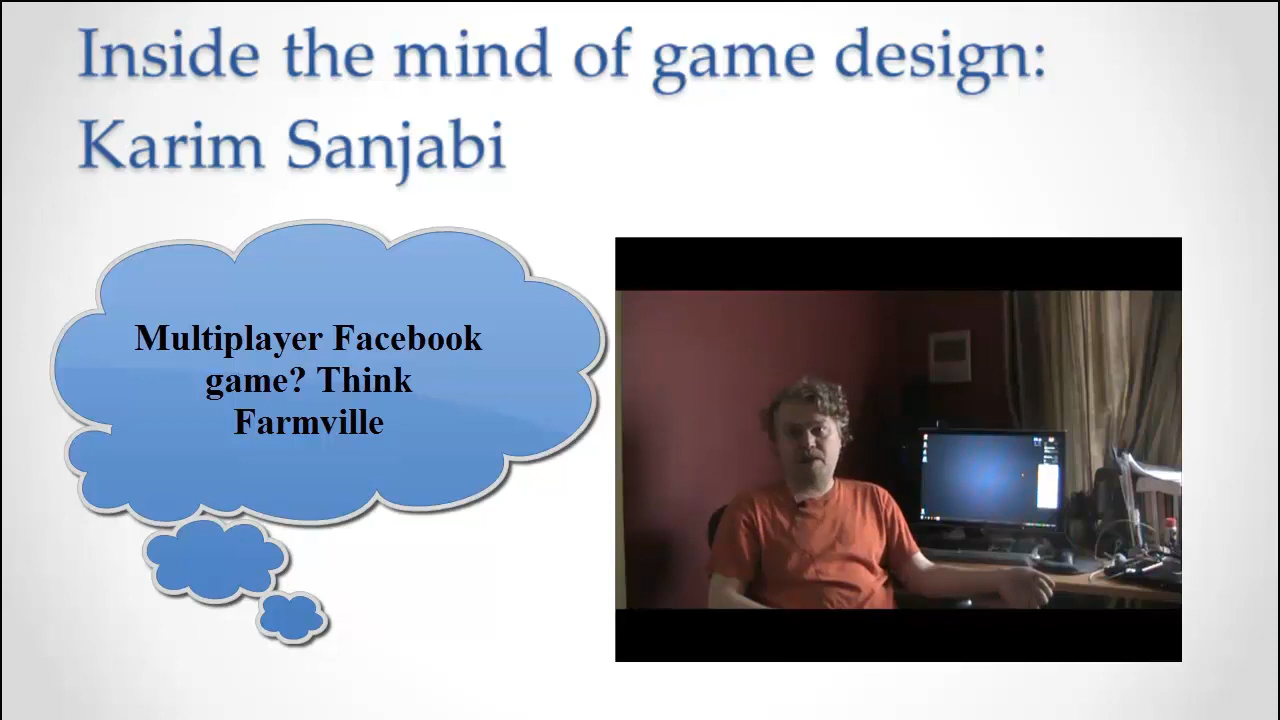 Inside the mind of game design:
Karim Sanjabi
Multiplayer Facebook
game? Think
Farmville